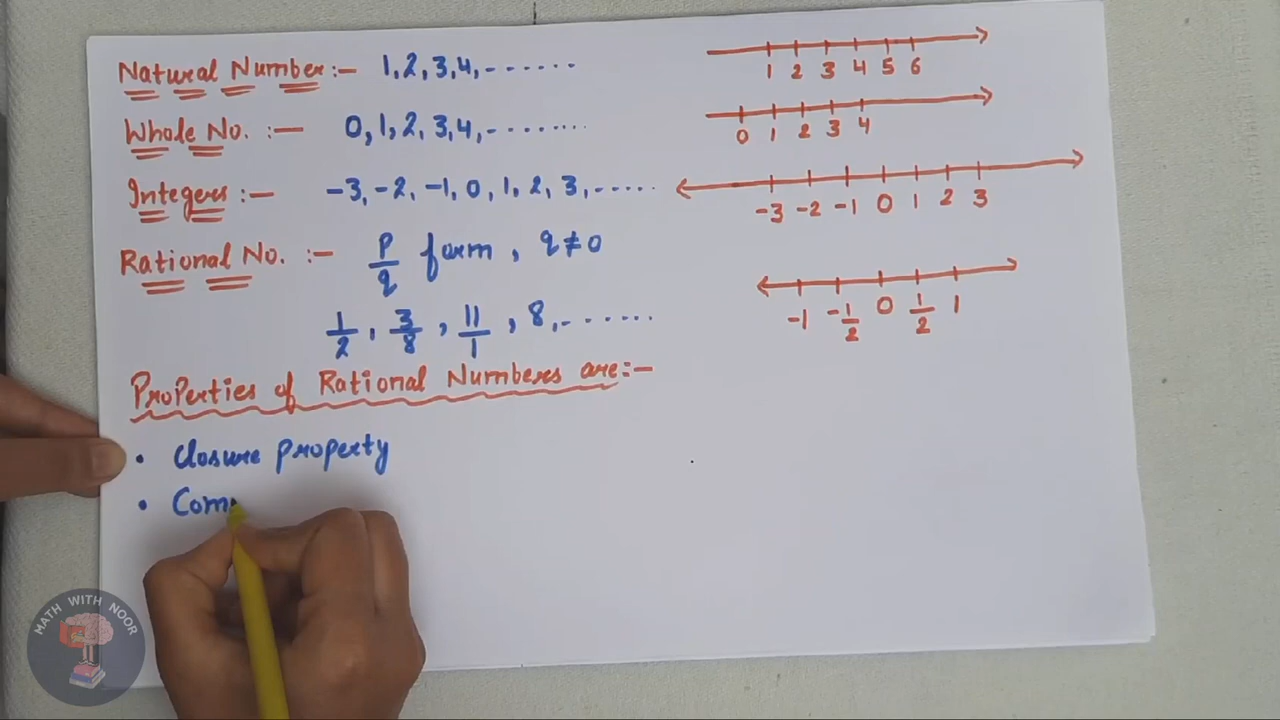 Natural Number:- 1, 2, 3, 4, .......
1 2 3 4 5 6
Whole No. :- 0, 1, 2, 3, 4, ........
0 1 2 3 4
Integers :- -3, -2, -1, 0, 1, 2, 3, .....
-3 -2 -1 0 1 2 3
Rational No. :- p/q form, q≠0
-1 -1/2 0 1/2 1
1/2, 3/8, 11/1, 8, .......
Properties of Rational Numbers are:-
• Closure property
• Com
MATH WITH NOOR